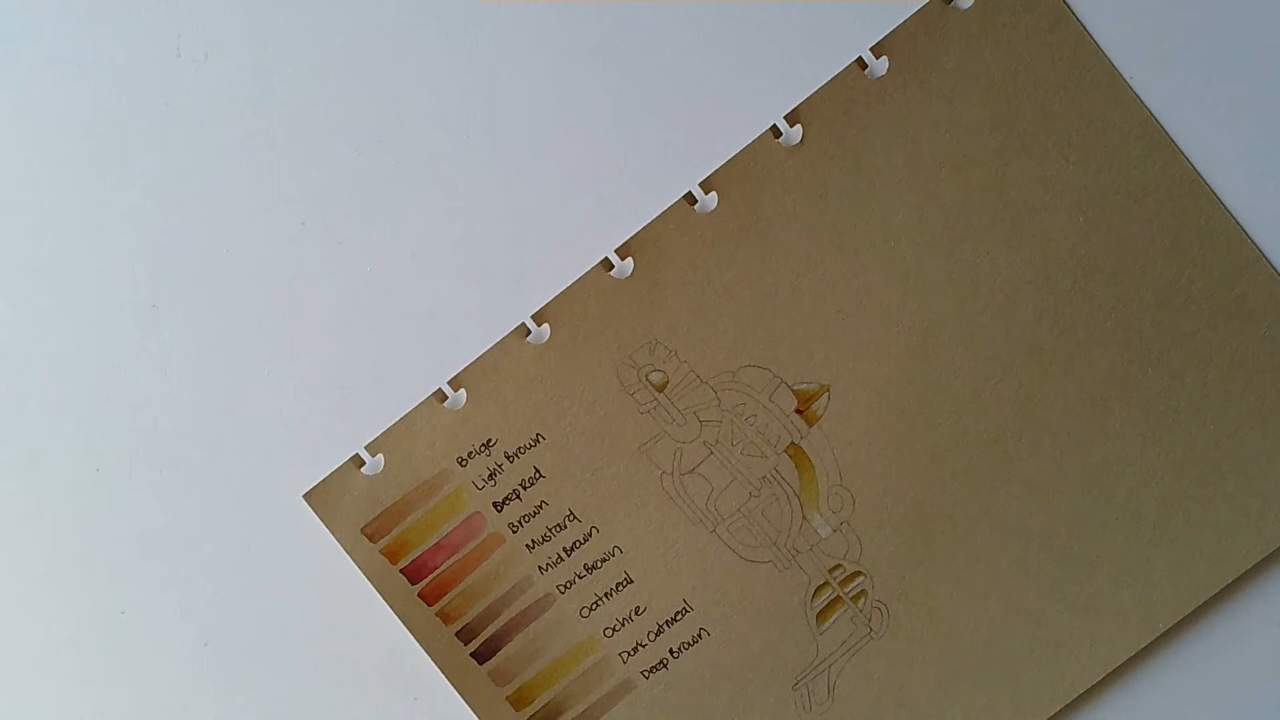 Beige
Light Brown
Deep Red
Brown
Mustard
Mid Brown
Dark Brown
Oatmeal
Ochre
Dark Oatmeal
Deep Brown